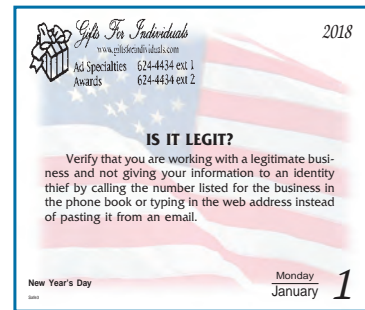 Gifts For Individuals
2018
www.giftsforindividuals.com
Ad Specialties 624-4434 ext 1
Awards 624-4434 ext 2
IS IT LEGIT?
Verify that you are working with a legitimate busi-
ness and not giving your information to an identity
thief by calling the number listed for the business in
the phone book or typing in the web address instead
of pasting it from an email.
New Year's Day
Monday
January 1